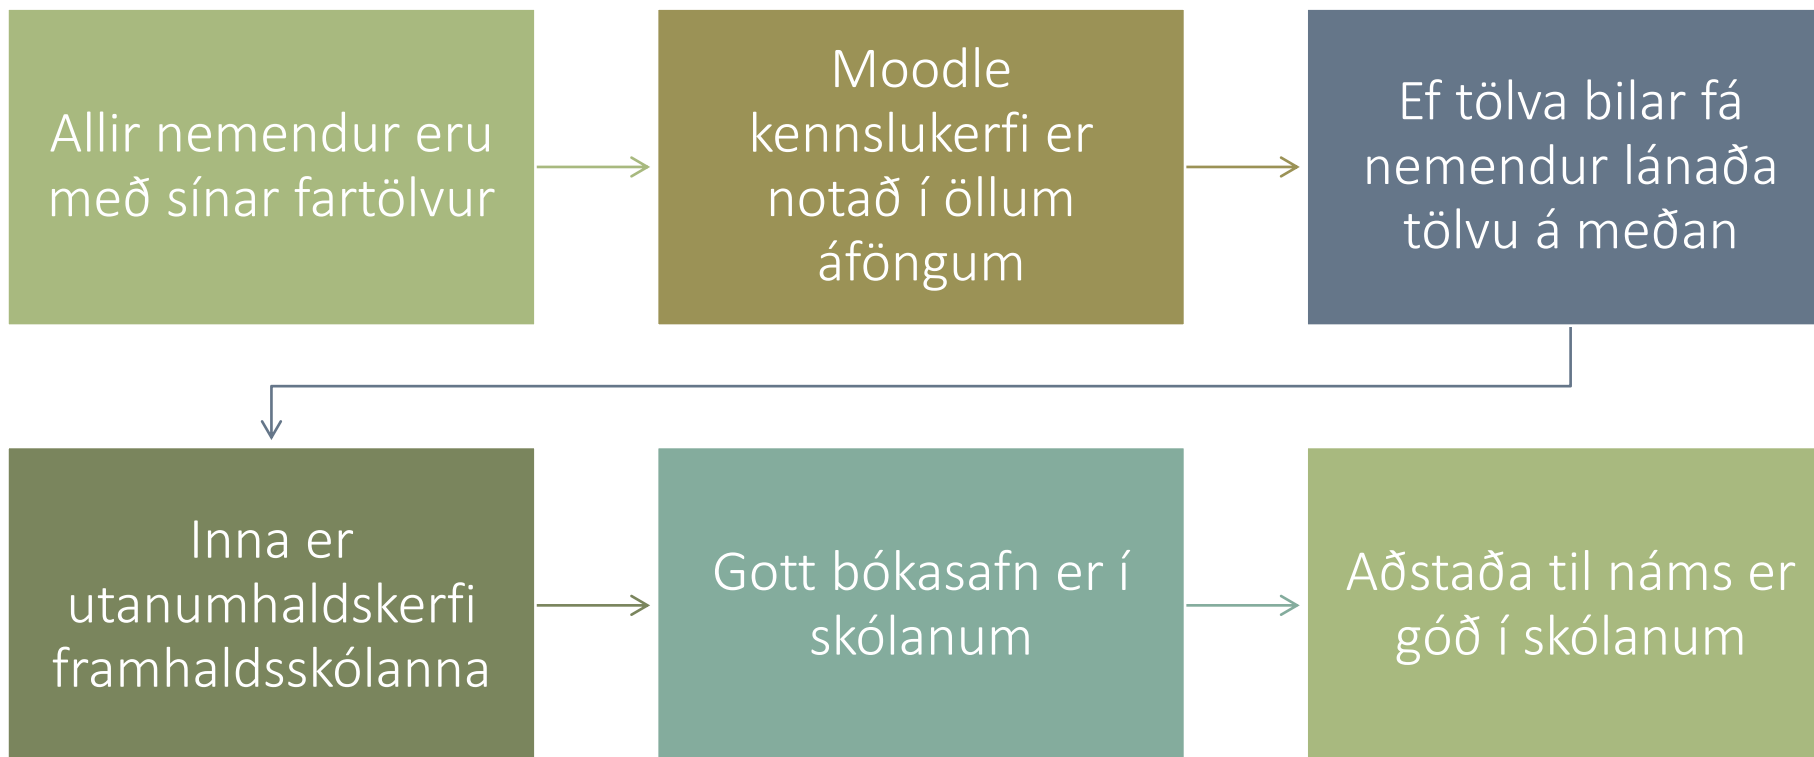 Allir nemendur eru
með sínar fartölvur
Moodle
kennslukerfi er
notað í öllum
áföngum
Ef tölva bilar fá
nemendur lánaða
tölvu á meðan
Inna er
utanumhaldskerfi
framhaldsskólanna
Gott bókasafn er í
skólanum
Aðstaða til náms er
góð í skólanum